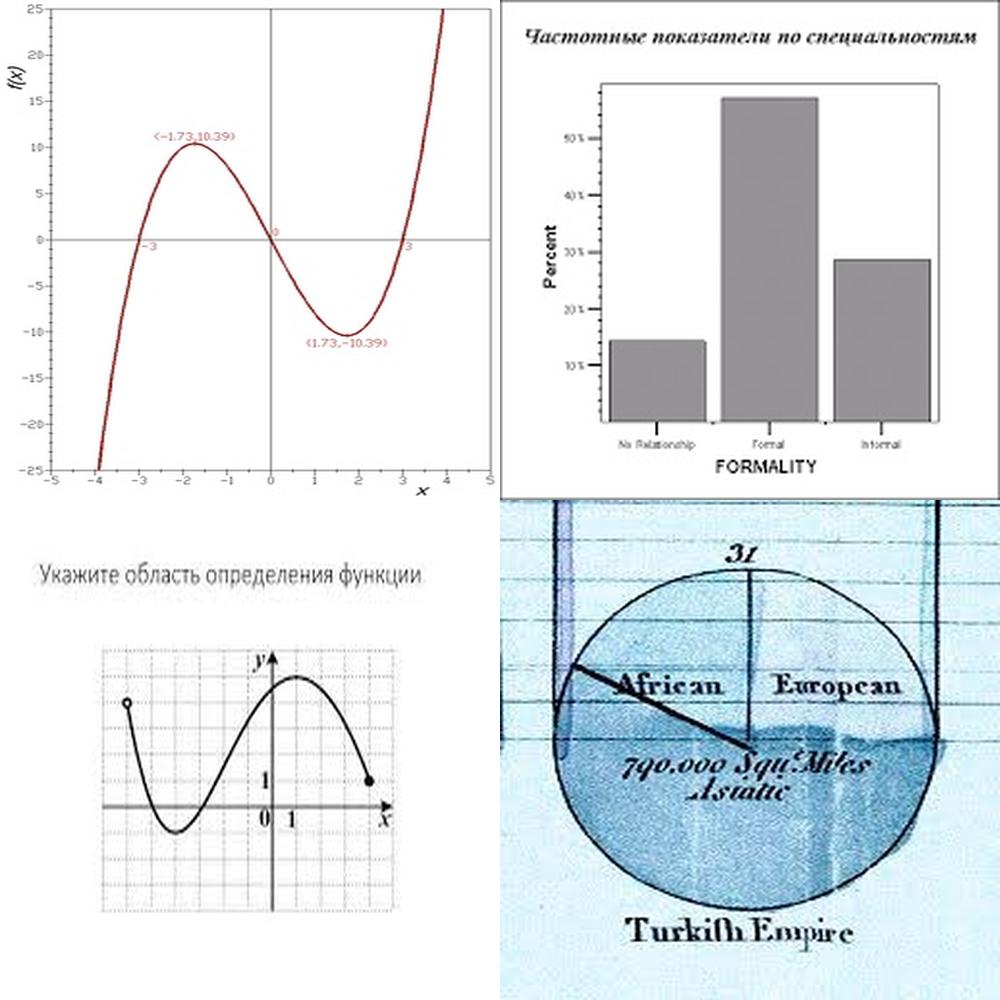 25
20
15
10
5
0
-5
-10
-15
-20
-25
f(x)
(-1.73,10.39)
-3
0
3
(1.73,-10.39)
-5 -4 -3 -2 -1 0 1 2 3 4 5
x
Частотные показатели по специальностям
Percent
50%
40%
30%
20%
10%
No Relationship Formal Informal
FORMALITY
Укажите область определения функции
y
1
0 1 x
31
African European
790.000 Squ. Miles
Asiatic
Turkiſh Empire